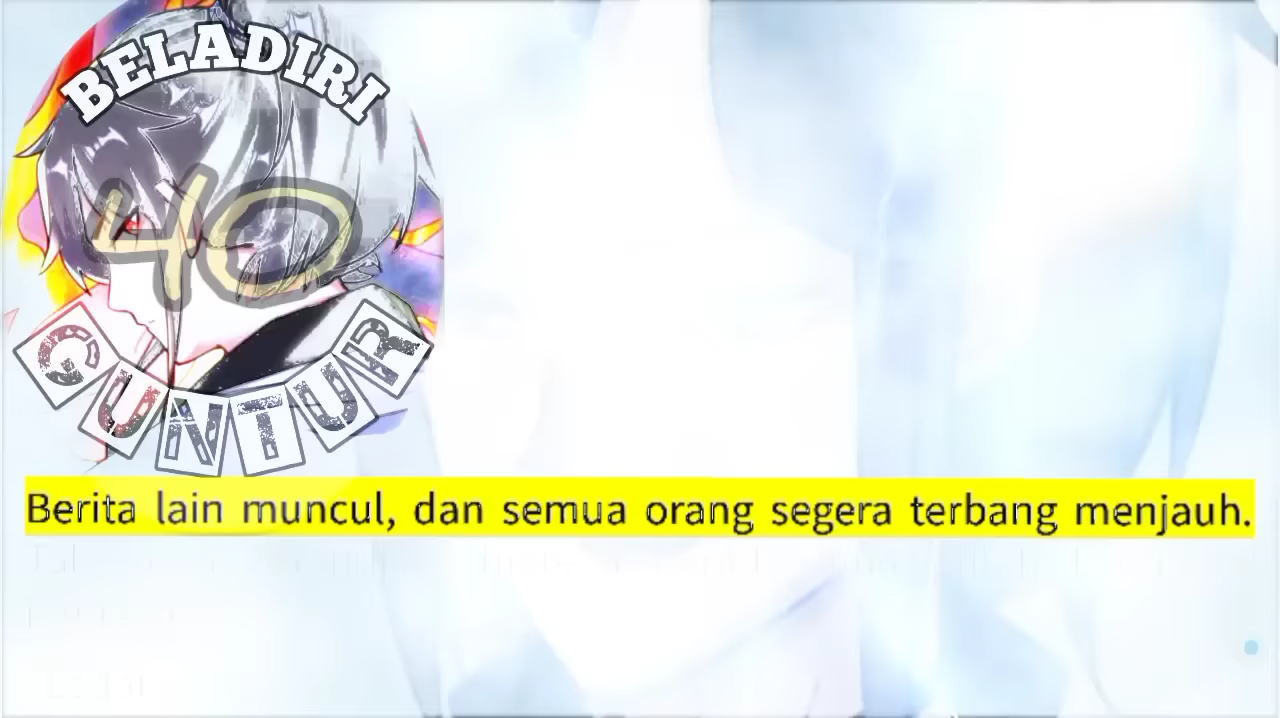 BELADIRI
40
GUNTUR
Berita lain muncul, dan semua orang segera terbang menjauh.